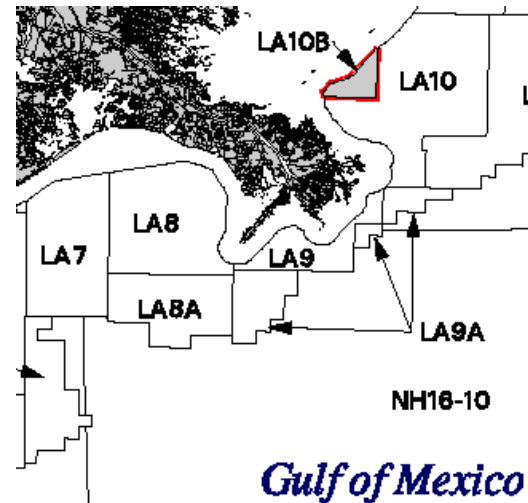 LA10B
LA10
L
LA8
LA7
LA9
LA8A
LA9A
NH16-10
Gulf of Mexico